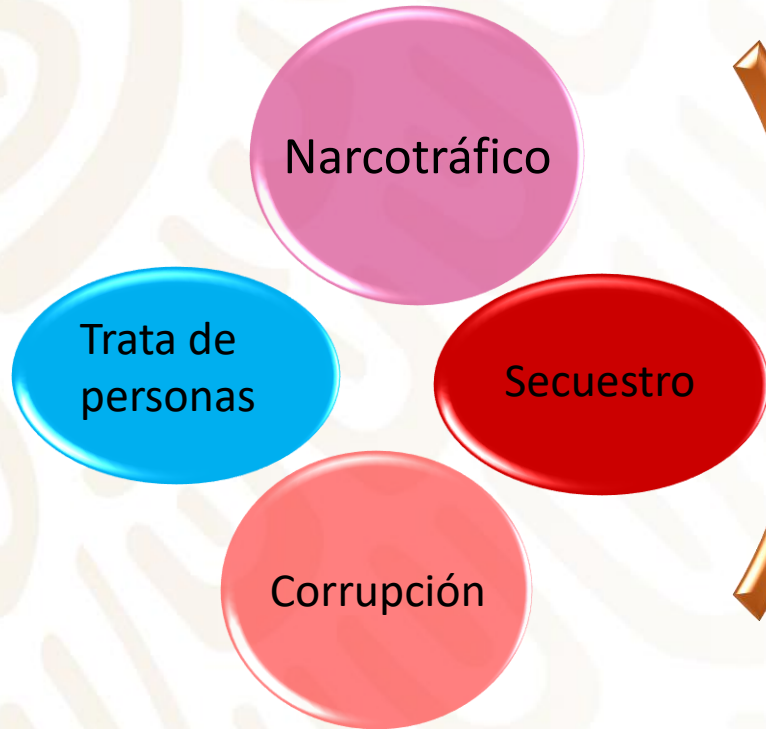 Narcotráfico
Trata de
personas
Secuestro
Corrupción